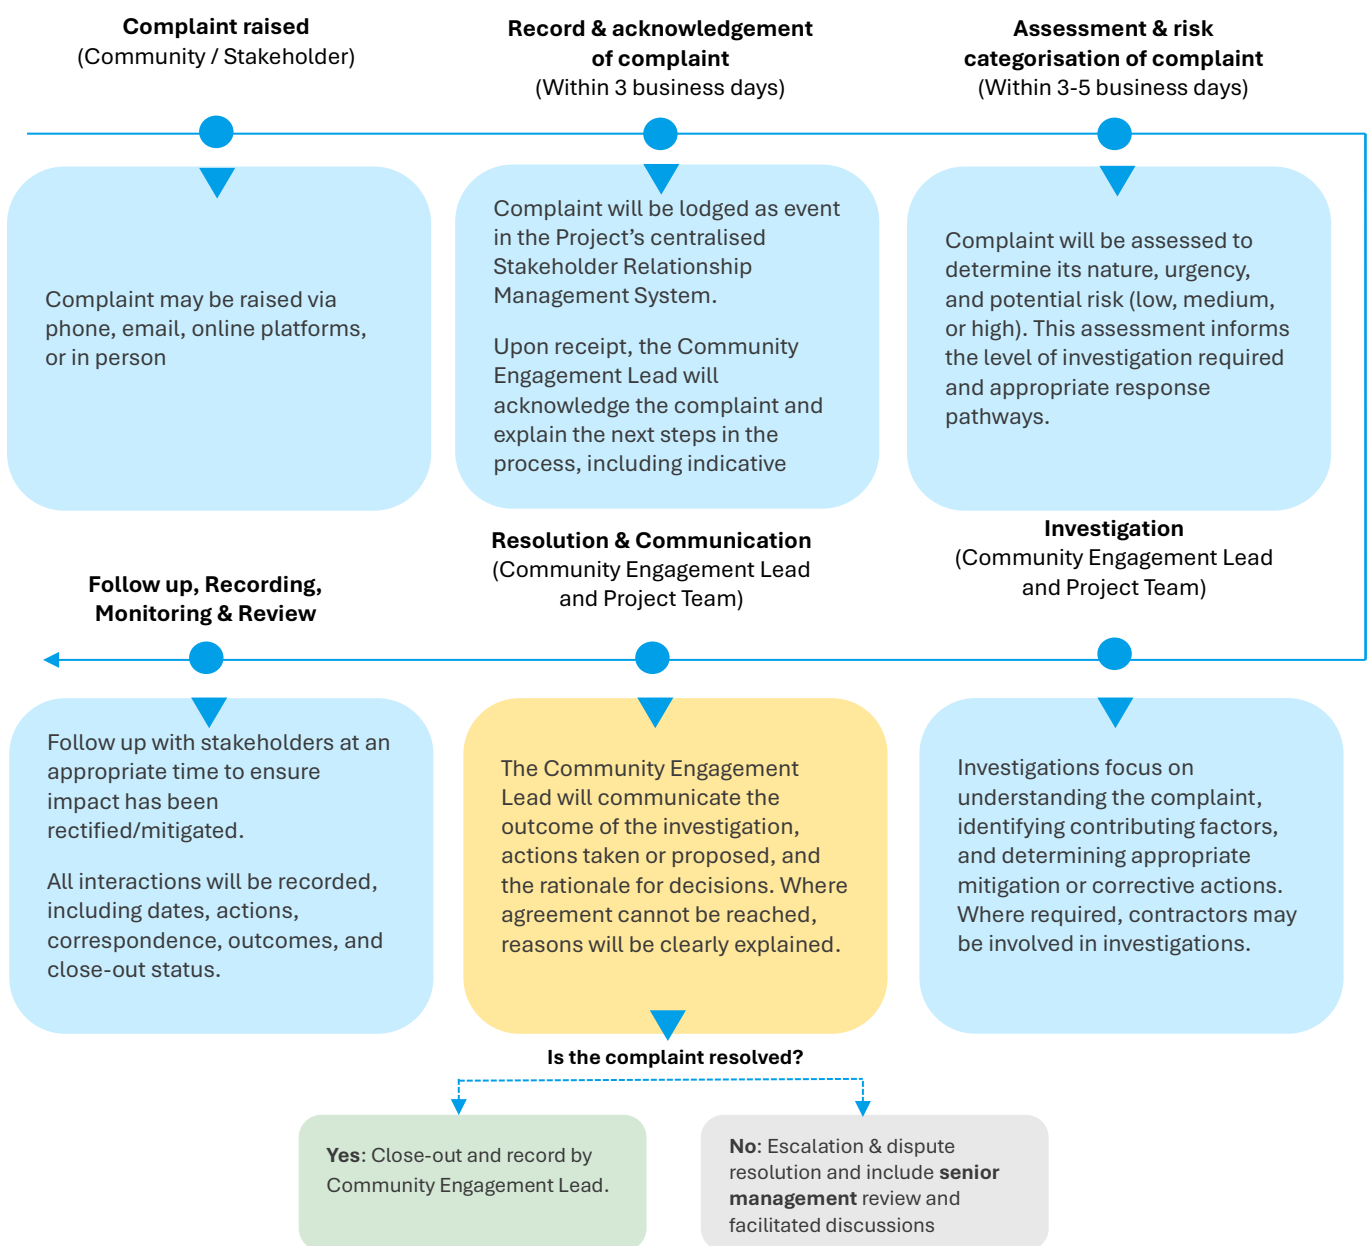 Complaint raised
(Community / Stakeholder)
Complaint may be raised via
phone, email, online platforms,
or in person
Record & acknowledgement
of complaint
(Within 3 business days)
Complaint will be lodged as event
in the Project’s centralised
Stakeholder Relationship
Management System.
Upon receipt, the Community
Engagement Lead will
acknowledge the complaint and
explain the next steps in the
process, including indicative
Assessment & risk
categorisation of complaint
(Within 3-5 business days)
Complaint will be assessed to
determine its nature, urgency,
and potential risk (low, medium,
or high). This assessment informs
the level of investigation required
and appropriate response
pathways.
Investigation
(Community Engagement Lead
and Project Team)
Investigations focus on
understanding the complaint,
identifying contributing factors,
and determining appropriate
mitigation or corrective actions.
Where required, contractors may
be involved in investigations.
Resolution & Communication
(Community Engagement Lead
and Project Team)
The Community Engagement
Lead will communicate the
outcome of the investigation,
actions taken or proposed, and
the rationale for decisions. Where
agreement cannot be reached,
reasons will be clearly explained.
Is the complaint resolved?
Yes: Close-out and record by
Community Engagement Lead.
No: Escalation & dispute
resolution and include senior
management review and
facilitated discussions
Follow up, Recording,
Monitoring & Review
Follow up with stakeholders at an
appropriate time to ensure
impact has been
rectified/mitigated.
All interactions will be recorded,
including dates, actions,
correspondence, outcomes, and
close-out status.